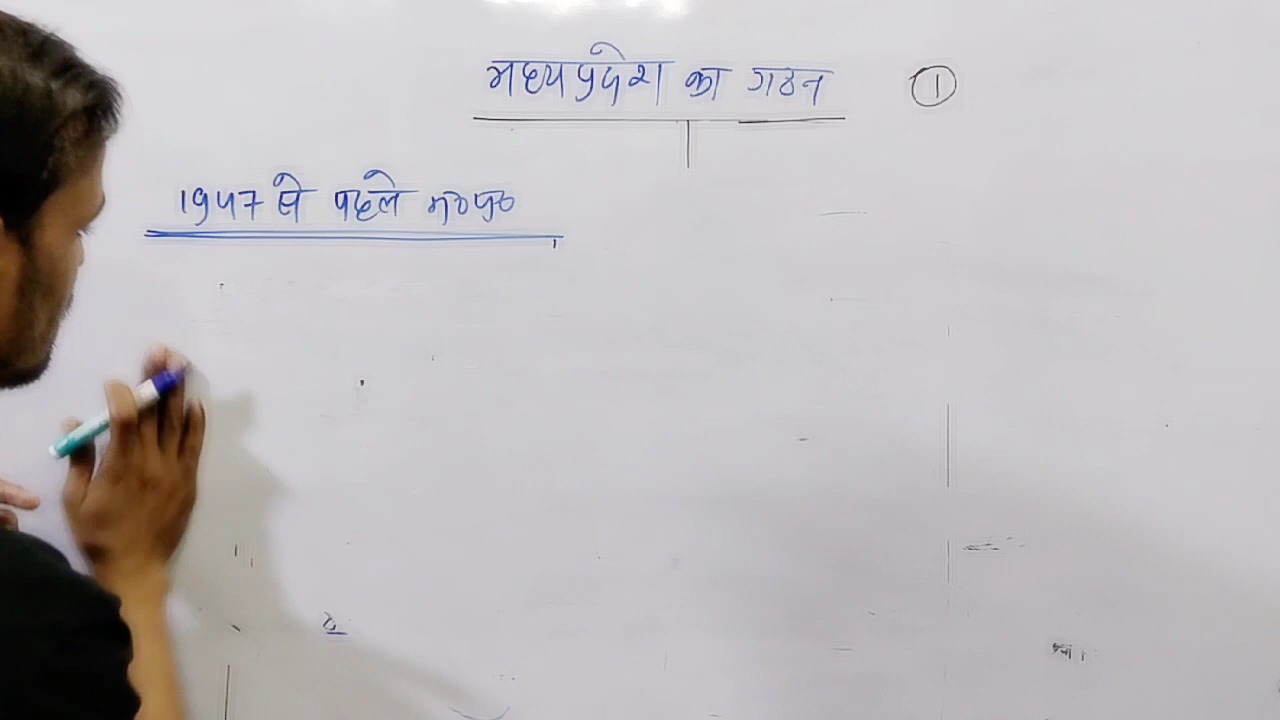 मध्यप्रदेश का गठन ①
1947 से पहले म०प्र०